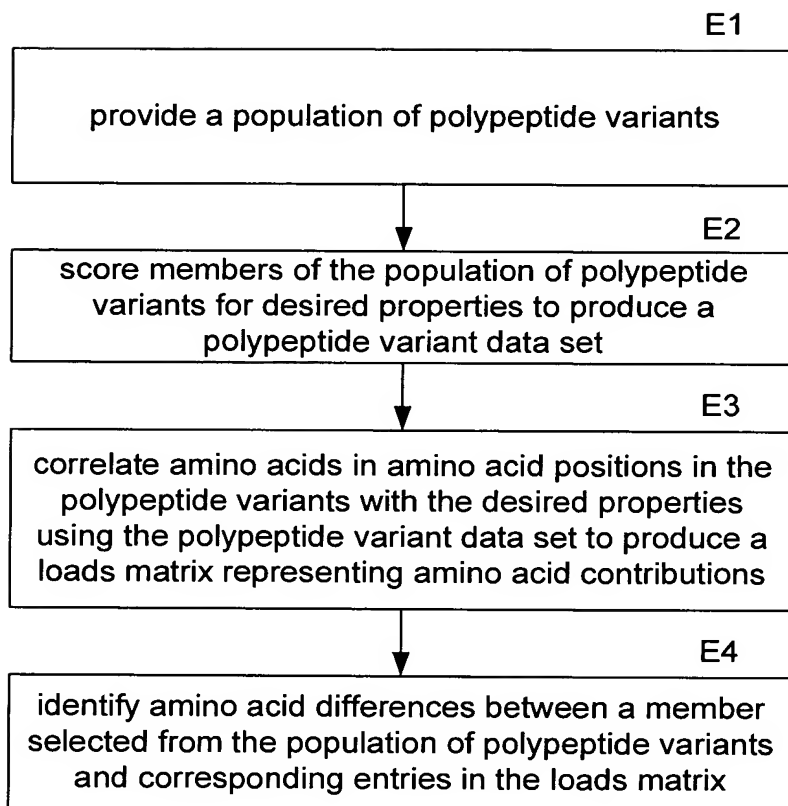 E1
provide a population of polypeptide variants
E2
score members of the population of polypeptide
variants for desired properties to produce a
polypeptide variant data set
E3
correlate amino acids in amino acid positions in the
polypeptide variants with the desired properties
using the polypeptide variant data set to produce a
loads matrix representing amino acid contributions
E4
identify amino acid differences between a member
selected from the population of polypeptide variants
and corresponding entries in the loads matrix